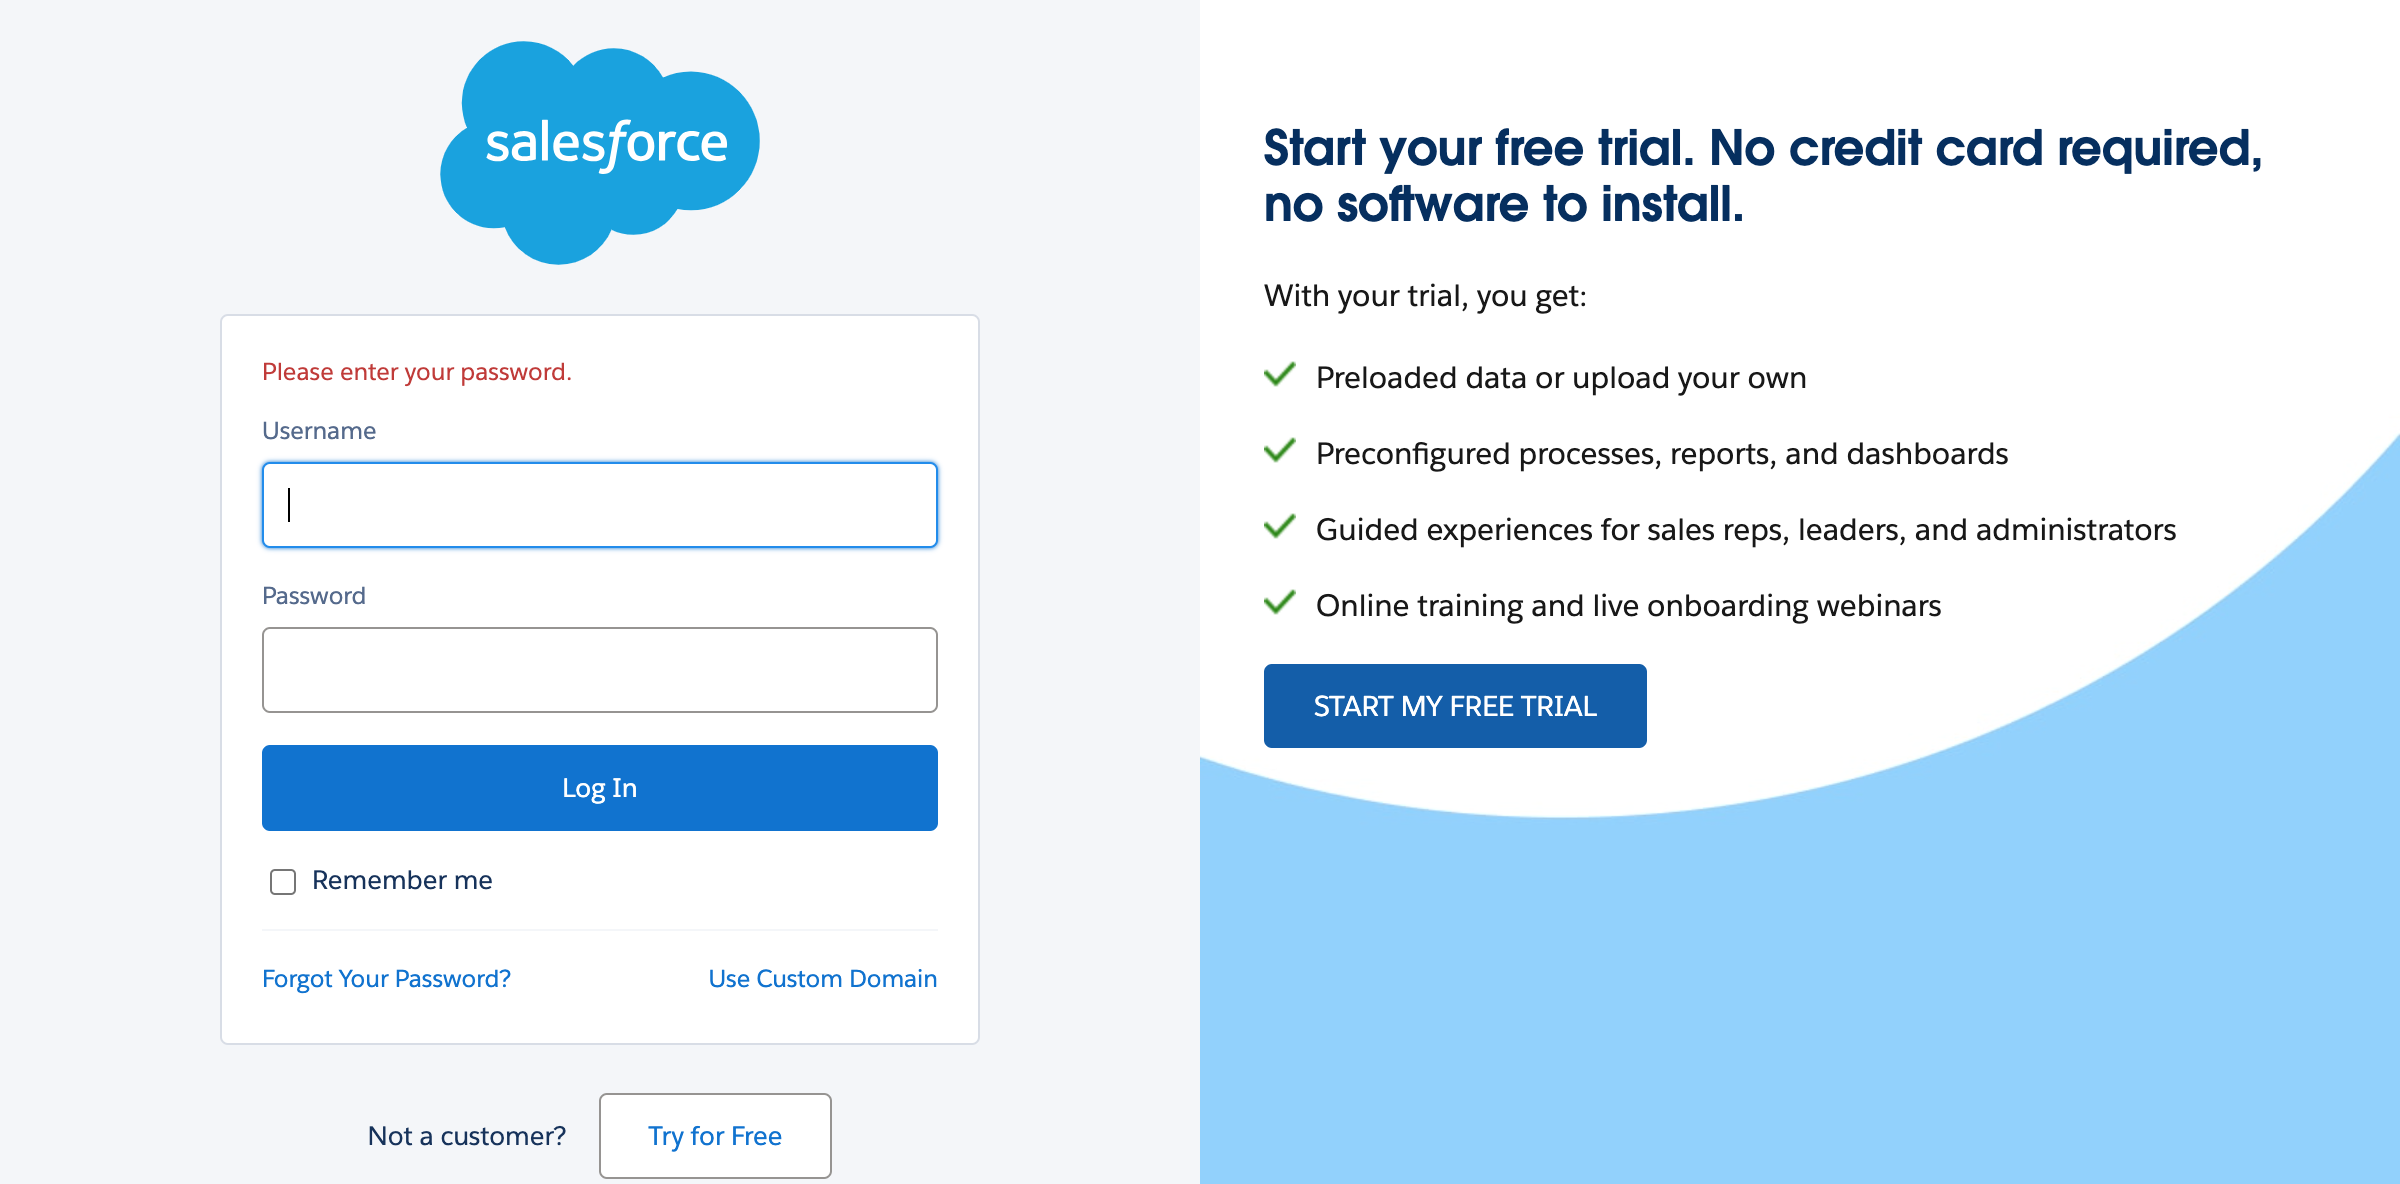 salesforce
Please enter your password.
Username
Password
Log In
Remember me
Forgot Your Password?
Use Custom Domain
Not a customer?
Try for Free
Start your free trial. No credit card required,
no software to install.
With your trial, you get:
Preloaded data or upload your own
Preconfigured processes, reports, and dashboards
Guided experiences for sales reps, leaders, and administrators
Online training and live onboarding webinars
START MY FREE TRIAL